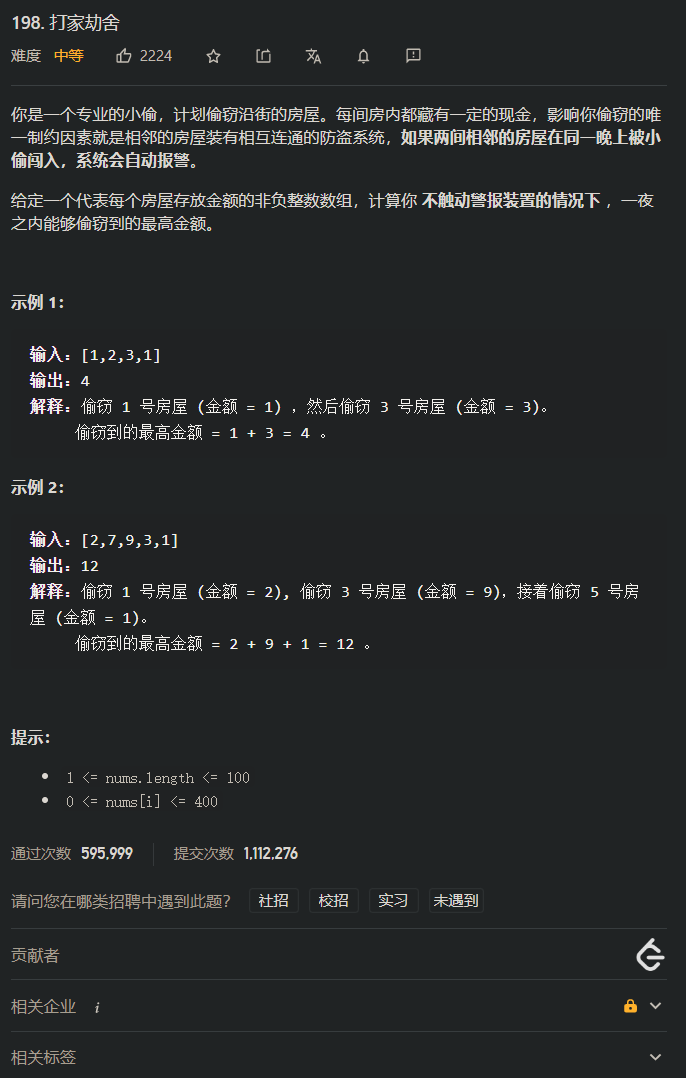 198. 打家劫舍
难度 中等 2224
你是一个专业的小偷，计划偷窃沿街的房屋。每间房内都藏有一定的现金，影响你偷窃的唯
一制约因素就是相邻的房屋装有相互连通的防盗系统，如果两间相邻的房屋在同一晚上被小
偷闯入，系统会自动报警。
给定一个代表每个房屋存放金额的非负整数数组，计算你 不触动警报装置的情况下 ，一夜
之内能够偷窃到的最高金额。
示例 1：
输入：[1,2,3,1]
输出：4
解释：偷窃 1 号房屋 (金额 = 1) ，然后偷窃 3 号房屋 (金额 = 3)。
偷窃到的最高金额 = 1 + 3 = 4 。
示例 2：
输入：[2,7,9,3,1]
输出：12
解释：偷窃 1 号房屋 (金额 = 2), 偷窃 3 号房屋 (金额 = 9)，接着偷窃 5 号房
屋 (金额 = 1)。
偷窃到的最高金额 = 2 + 9 + 1 = 12 。
提示：
1 <= nums.length <= 100
0 <= nums[i] <= 400
通过次数 595,999 提交次数 1,112,276
请问您在哪类招聘中遇到此题？ 社招 校招 实习 未遇到
贡献者
相关企业 i
相关标签